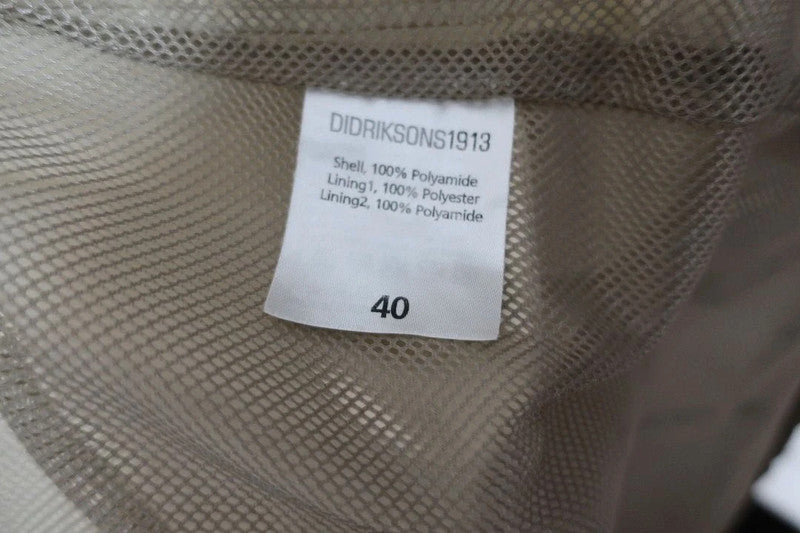 DIDRIKSONS1913
Shell, 100% Polyamide
Lining1, 100% Polyester
Lining2, 100% Polyamide
40